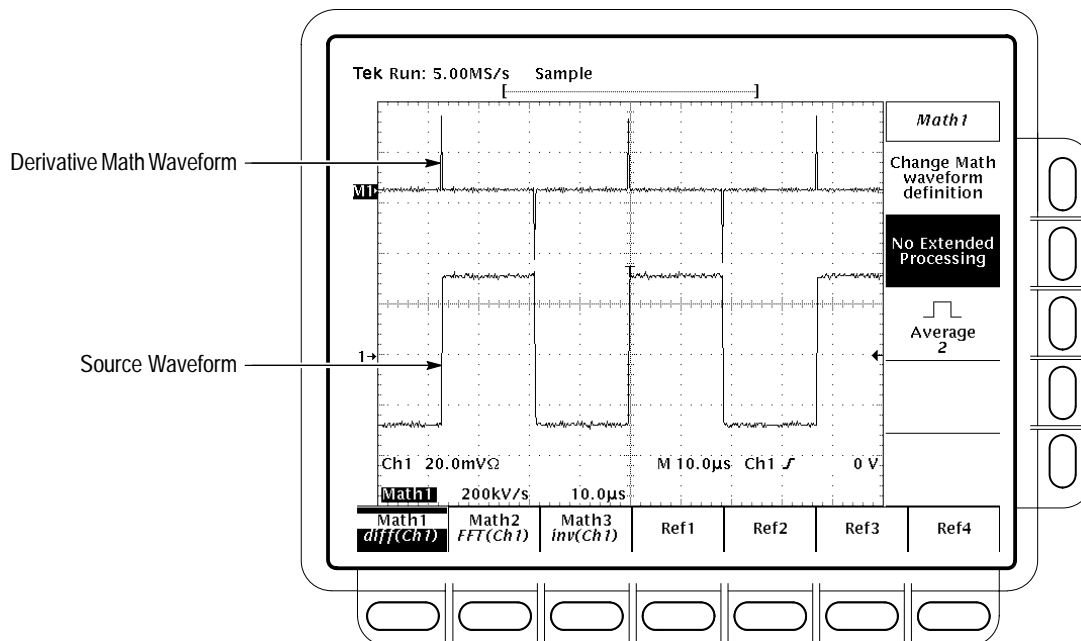 Tek Run: 5.00MS/s Sample
[ ]
Math1
Derivative Math Waveform
Change Math
waveform
definition
M1
No Extended
Processing
T
Average
2
1
Source Waveform
Ch1 20.0mVΩ M 10.0µs Ch1 0 V
Math1 200kV/s 10.0µs
Math1
diff(Ch1)
Math2
FFT(Ch1)
Math3
inv(Ch1)
Ref1
Ref2
Ref3
Ref4